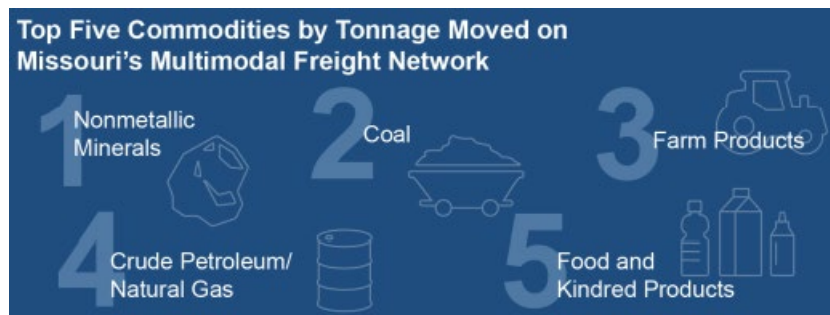 Top Five Commodities by Tonnage Moved on
Missouri's Multimodal Freight Network
1
Nonmetallic
Minerals
2
Coal
3
Farm Products
4
Crude Petroleum/
Natural Gas
5
Food and
Kindred Products